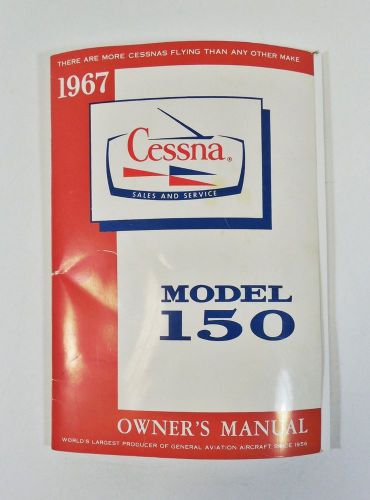 THERE ARE MORE CESSNAS FLYING THAN ANY OTHER MAKE
1967
Cessna®
SALES AND SERVICE
MODEL
150
OWNER'S MANUAL
WORLD'S LARGEST PRODUCER OF GENERAL AVIATION AIRCRAFT SINCE 1956